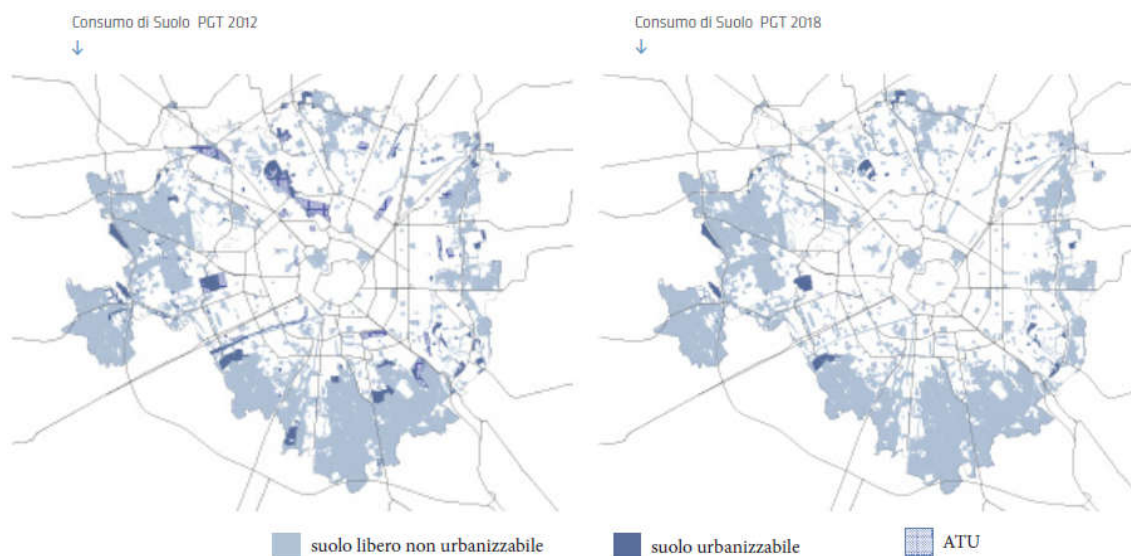 Consumo di Suolo PGT 2012
Consumo di Suolo PGT 2018
suolo libero non urbanizzabile
suolo urbanizzabile
ATU